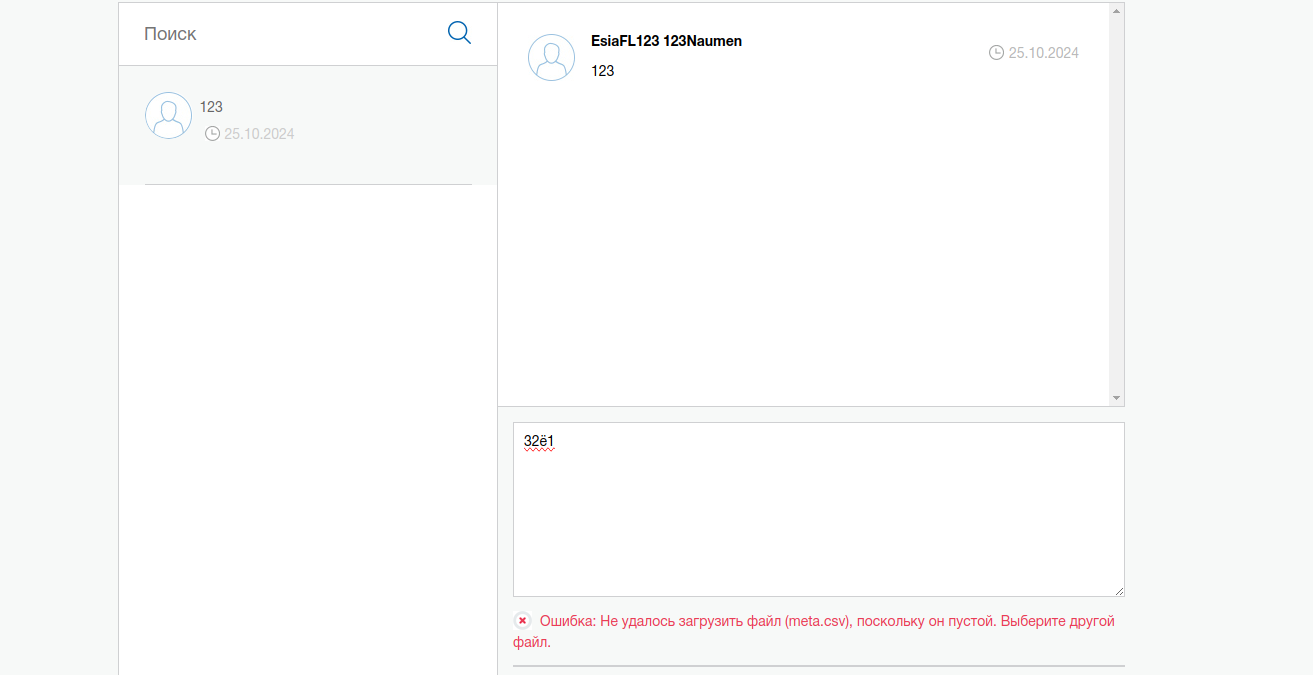 Поиск
123
25.10.2024
EsiaFL123 123Naumen
25.10.2024
123
32ё1
Ошибка: Не удалось загрузить файл (meta.csv), поскольку он пустой. Выберите другой
файл.